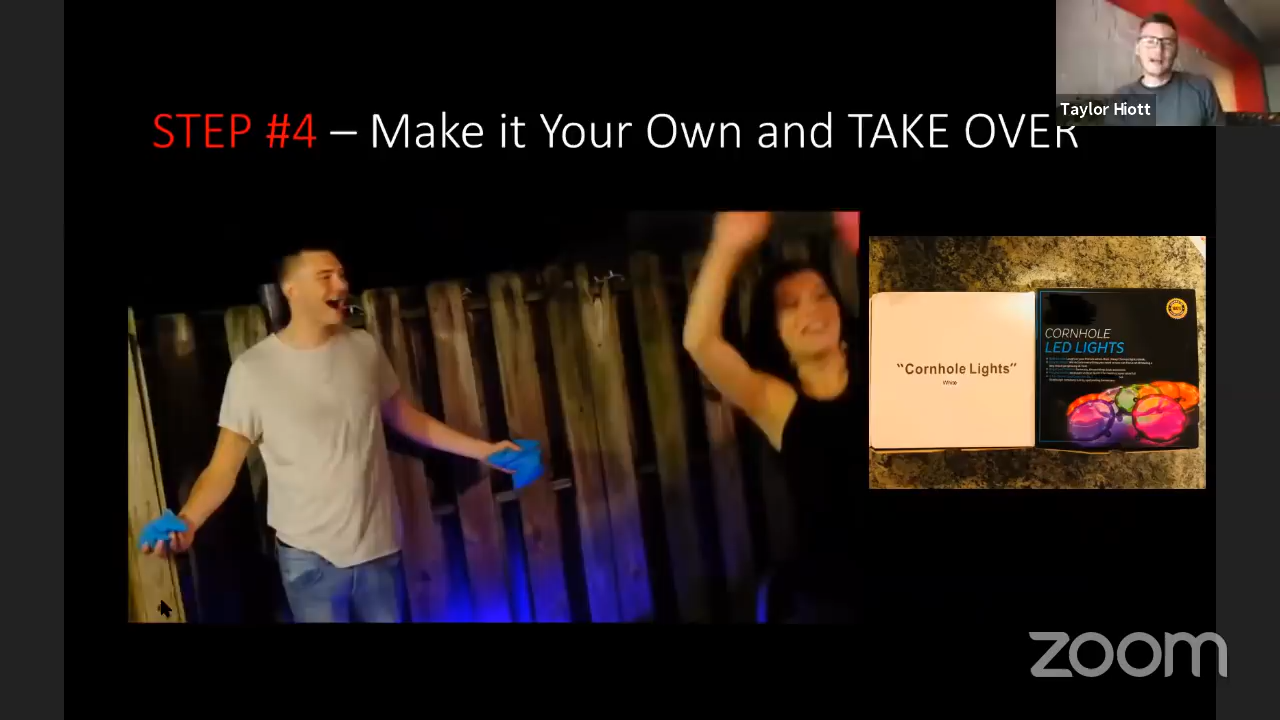 Taylor Hiott
STEP #4 – Make it Your Own and TAKE OVER
"Cornhole Lights"
White
CORNHOLE
LED LIGHTS
zoom